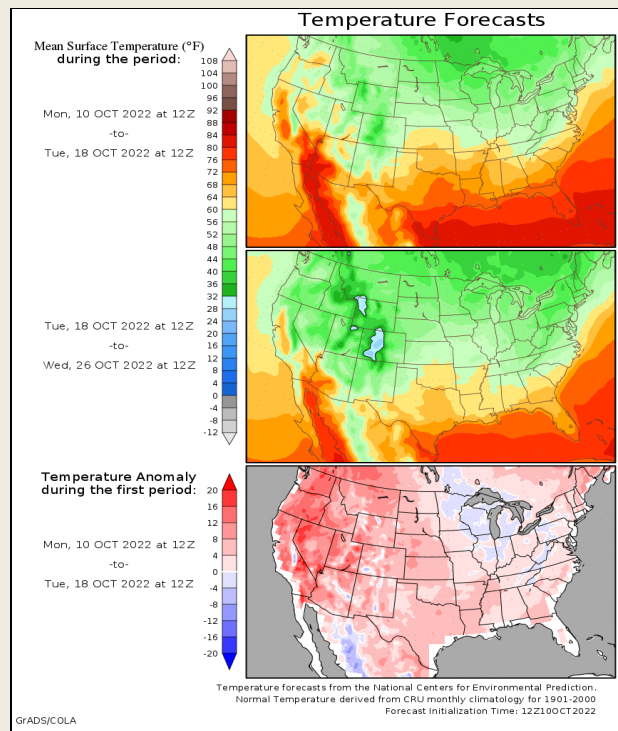 Temperature Forecasts
Mean Surface Temperature (°F)
during the period:
Mon, 10 OCT 2022 at 12Z
-to-
Tue, 18 OCT 2022 at 12Z
108
104
100
96
92
88
84
80
76
72
68
64
60
56
52
48
44
40
36
32
28
24
20
16
12
8
4
0
-4
-8
-12
Tue, 18 OCT 2022 at 12Z
-to-
Wed, 26 OCT 2022 at 12Z
Temperature Anomaly
during the first period:
Mon, 10 OCT 2022 at 12Z
-to-
Tue, 18 OCT 2022 at 12Z
20
16
12
8
4
0
-4
-8
-12
-16
-20
Temperature forecasts from the National Centers for Environmental Prediction.
Normal Temperature derived from CRU monthly climatology for 1901-2000
Forecast Initialization Time: 12Z10OCT2022
GrADS/COLA